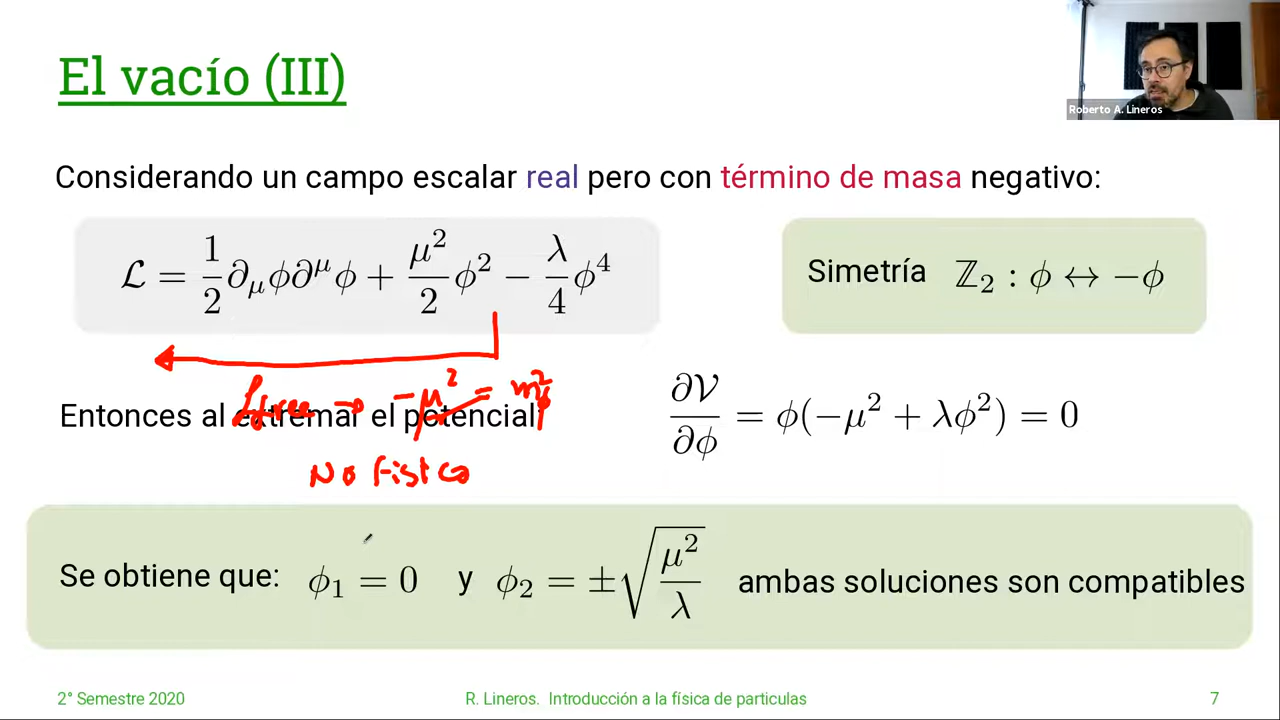 El vacío (III)
Roberto A. Lineros
Considerando un campo escalar real pero con término de masa negativo:
ℒ = 1/2 ∂_μϕ∂^μϕ + μ²/2 ϕ² − λ/4 ϕ⁴
Simetría ℤ₂ : ϕ ↔ −ϕ
Entonces al extremar el potencial
∂𝒱/∂ϕ = ϕ(−μ² + λϕ²) = 0
ℒfree → −μ² = m²_ϕ
No Físico
Se obtiene que: ϕ₁ = 0 y ϕ₂ = ±√(μ²/λ) ambas soluciones son compatibles
2° Semestre 2020
R. Lineros. Introducción a la física de particulas
7